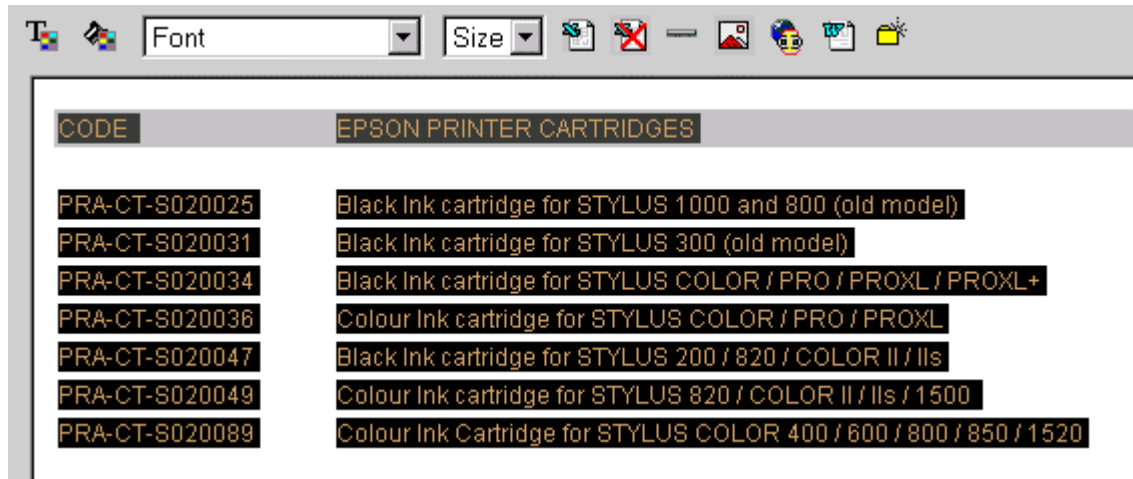 Font Size
CODE EPSON PRINTER CARTRIDGES
PRA-CT-S020025 Black Ink cartridge for STYLUS 1000 and 800 (old model)
PRA-CT-S020031 Black Ink cartridge for STYLUS 300 (old model)
PRA-CT-S020034 Black Ink cartridge for STYLUS COLOR / PRO / PROXL / PROXL+
PRA-CT-S020036 Colour Ink cartridge for STYLUS COLOR / PRO / PROXL
PRA-CT-S020047 Black Ink cartridge for STYLUS 200 / 820 / COLOR II / IIs
PRA-CT-S020049 Colour Ink cartridge for STYLUS 820 / COLOR II / IIs / 1500
PRA-CT-S020089 Colour Ink Cartridge for STYLUS COLOR 400 / 600 / 800 / 850 / 1520